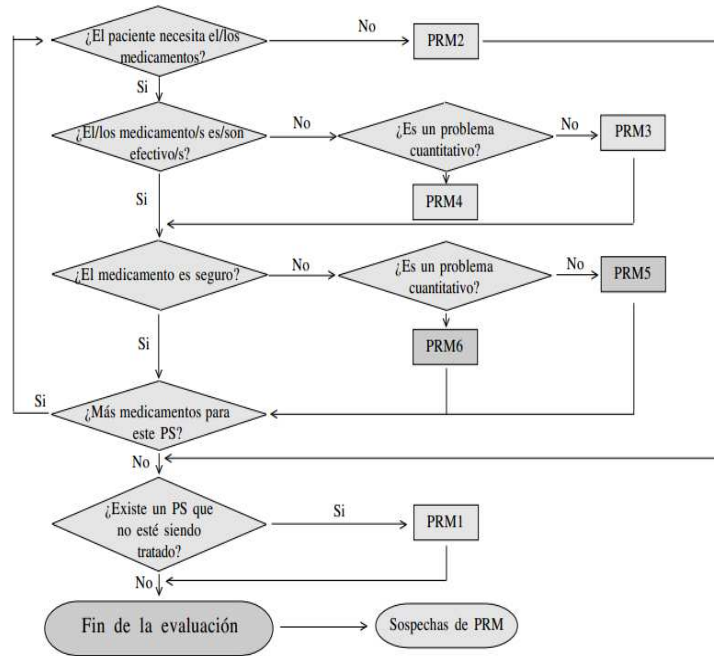 ¿El paciente necesita el/los
medicamentos?
No
PRM2
Si
¿El/los medicamento/s es/son
efectivo/s?
No
¿Es un problema
cuantitativo?
No
PRM3
Si
PRM4
¿El medicamento es seguro?
No
¿Es un problema
cuantitativo?
No
PRM5
Si
PRM6
Si
¿Más medicamentos para
este PS?
No
¿Existe un PS que
no esté siendo
tratado?
Si
PRM1
No
Fin de la evaluación
Sospechas de PRM